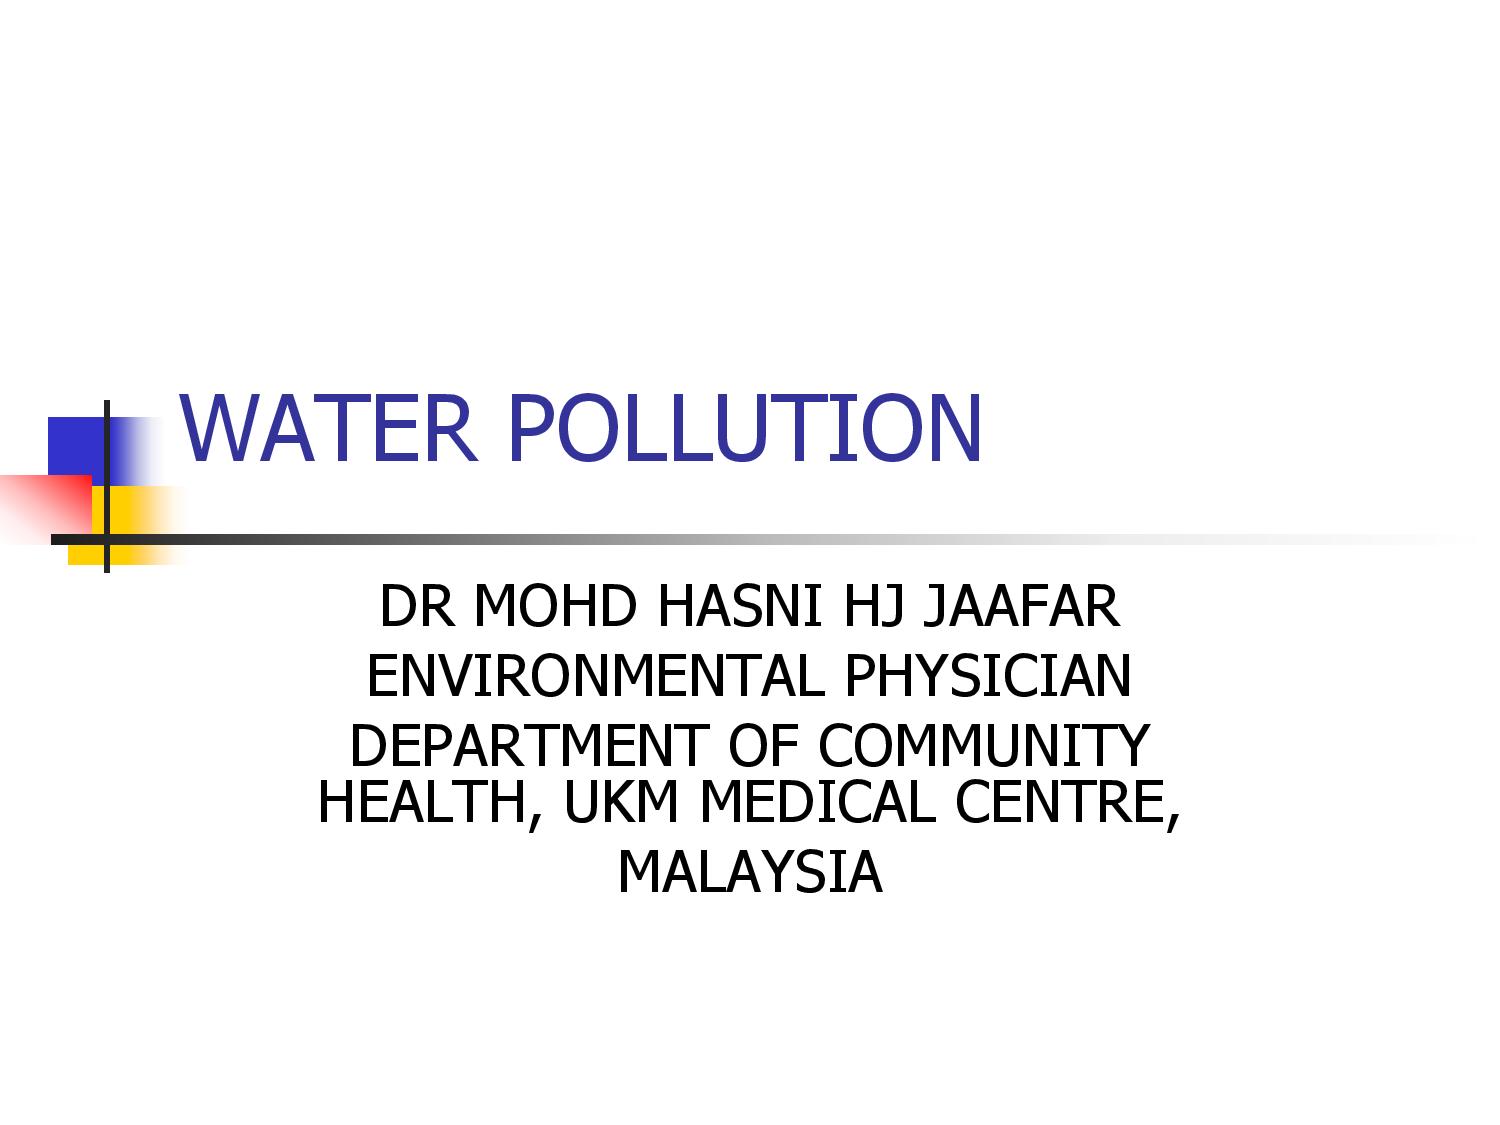 WATER POLLUTION
DR MOHD HASNI HJ JAAFAR
ENVIRONMENTAL PHYSICIAN
DEPARTMENT OF COMMUNITY
HEALTH, UKM MEDICAL CENTRE,
MALAYSIA